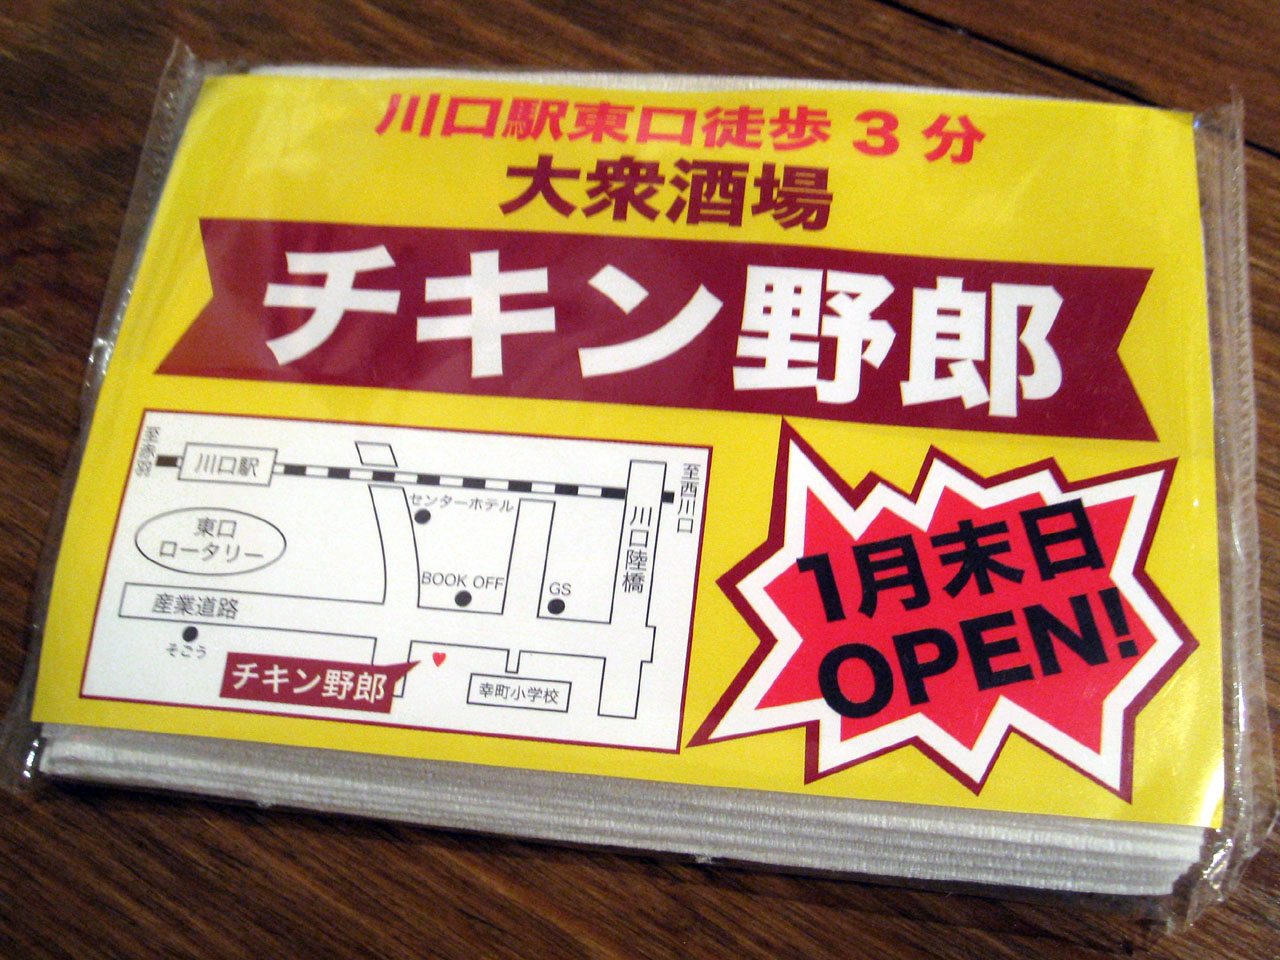 川口駅東口徒歩3分
大衆酒場
チキン野郎
至赤羽
川口駅
東口
ロータリー
センターホテル
至西川口
川口陸橋
BOOK OFF
GS
産業道路
そごう
チキン野郎
幸町小学校
1月末日
OPEN!